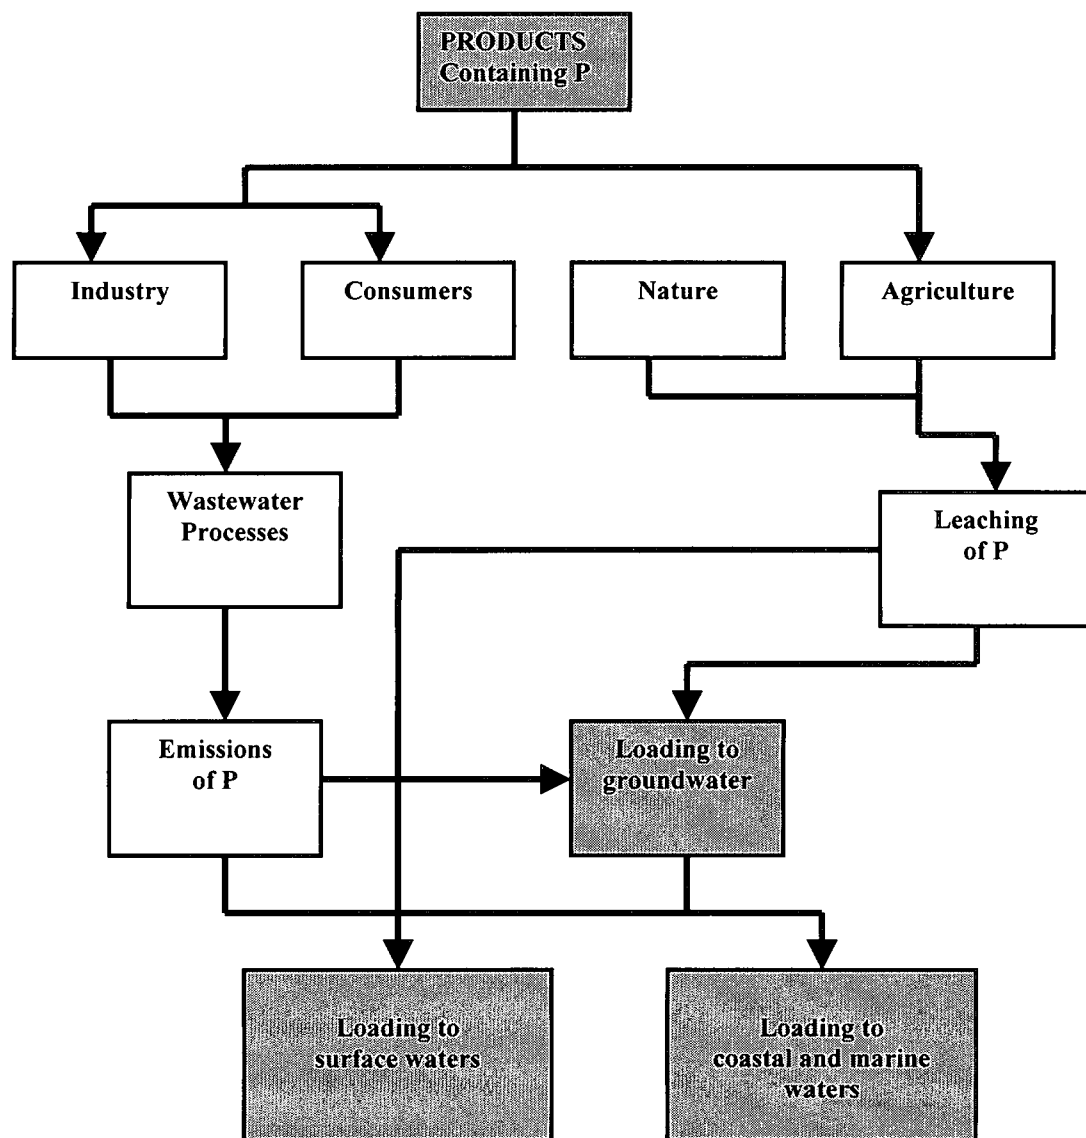 PRODUCTS
Containing P
Industry
Consumers
Nature
Agriculture
Wastewater
Processes
Leaching
of P
Emissions
of P
Loading to
groundwater
Loading to
surface waters
Loading to
coastal and marine
waters